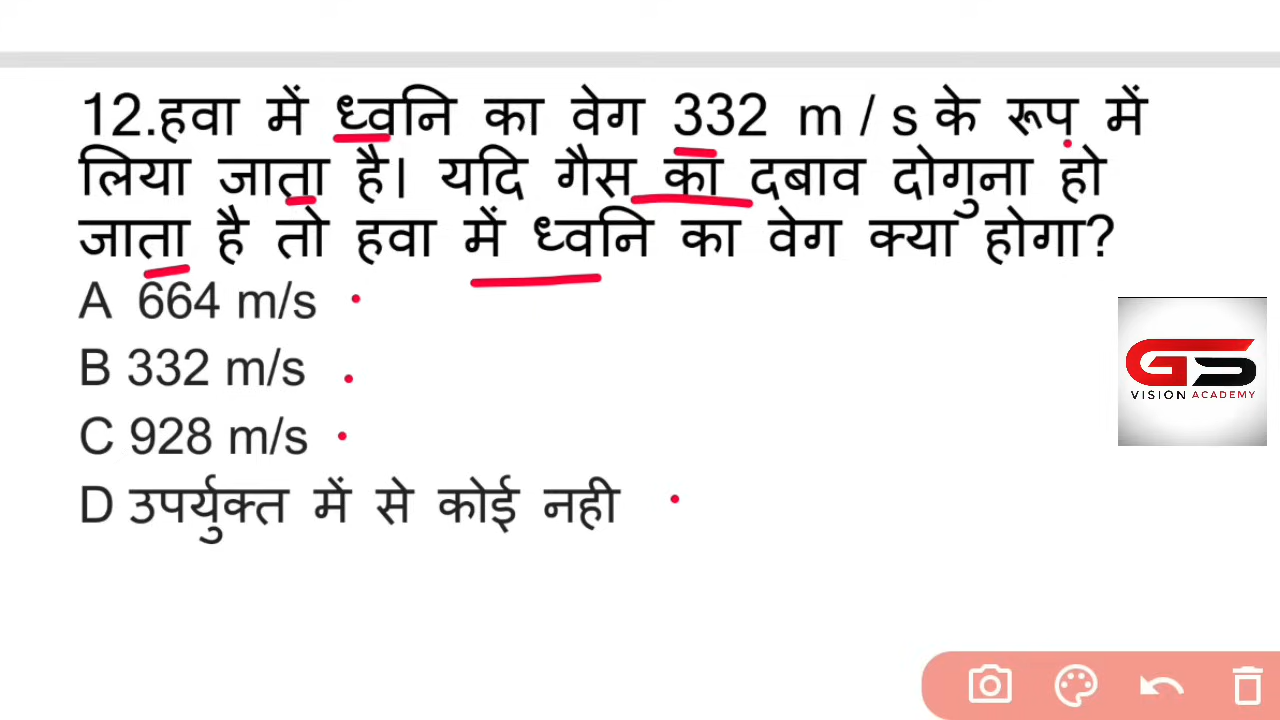 12.हवा में ध्वनि का वेग 332 m / s के रूप में
लिया जाता है। यदि गैस का दबाव दोगुना हो
जाता है तो हवा में ध्वनि का वेग क्या होगा?
A 664 m/s
B 332 m/s
C 928 m/s
D उपर्युक्त में से कोई नही
GS
VISION ACADEMY